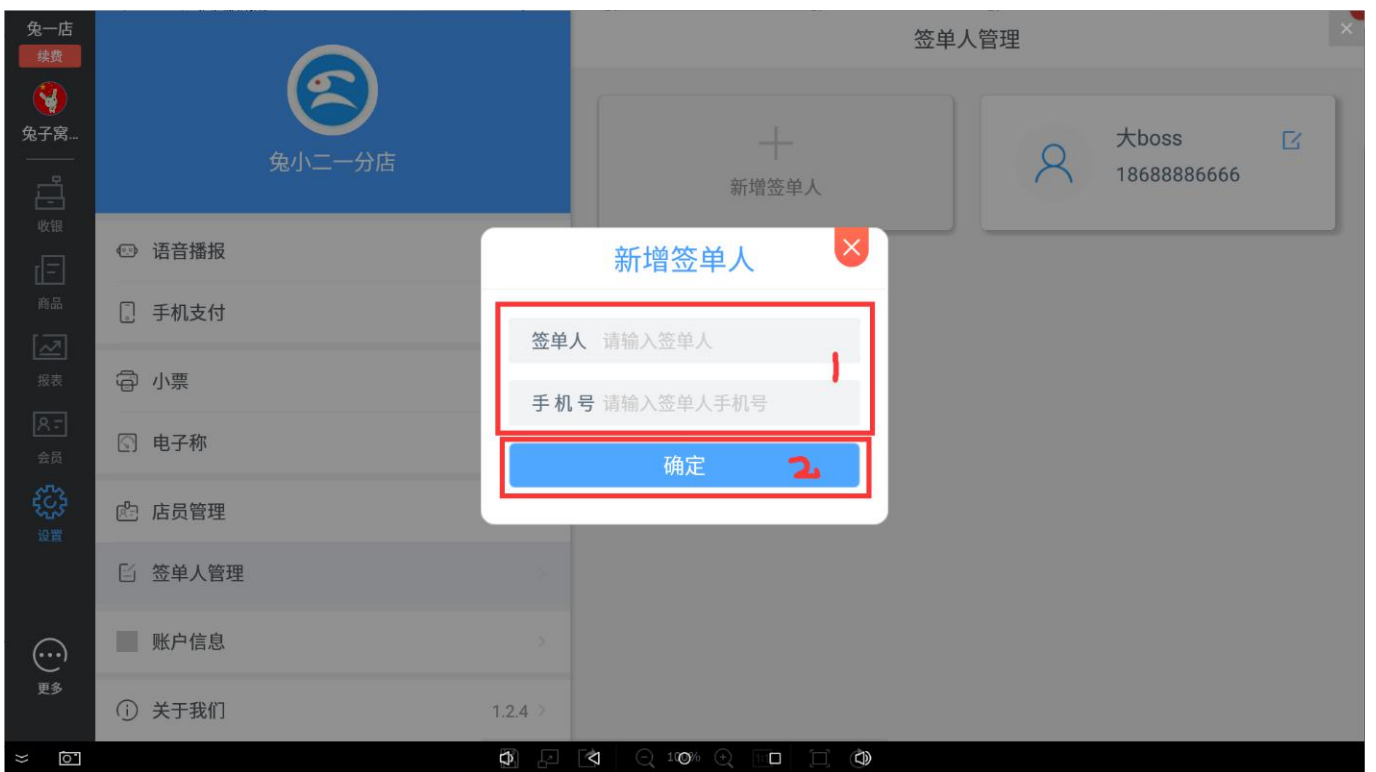 兔一店
续费
兔子窝...
收银
商品
报表
会员
设置
更多
兔小二一分店
语音播报
手机支付
小票
电子称
店员管理
签单人管理
账户信息
关于我们 1.2.4
签单人管理
新增签单人
大boss
18688886666
新增签单人
签单人 请输入签单人
1
手机号 请输入签单人手机号
确定 2.
100%